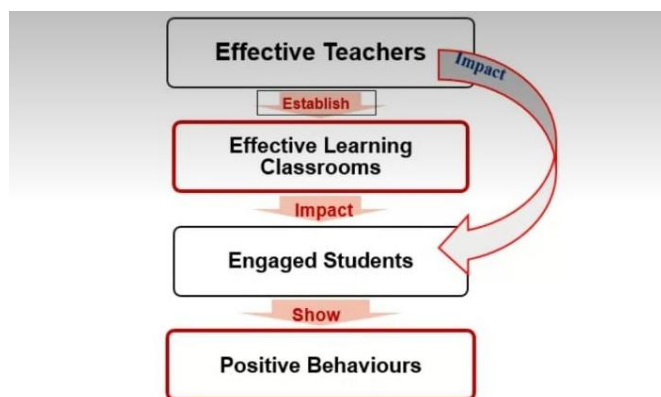 Effective Teachers
Impact
Establish
Effective Learning
Classrooms
Impact
Engaged Students
Show
Positive Behaviours